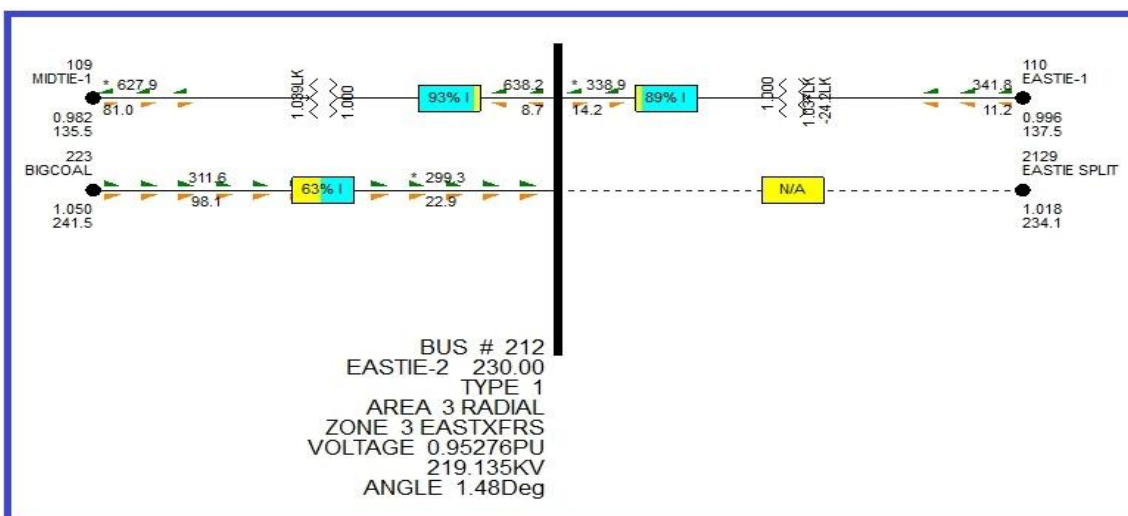 109
MIDTIE-1
* 627.9
81.0
1.039LK
1.000
93% I
638.2
8.7
* 338.9
14.2
89% I
1.000
1.037LK
-24.2LK
341.8
11.2
110
EASTIE-1
0.982
135.5
0.996
137.5
223
BIGCOAL
311.6
98.1
63% I
* 299.3
22.9
N/A
2129
EASTIE SPLIT
1.050
241.5
1.018
234.1
BUS # 212
EASTIE-2 230.00
TYPE 1
AREA 3 RADIAL
ZONE 3 EASTXFRS
VOLTAGE 0.95276PU
219.135KV
ANGLE 1.48Deg